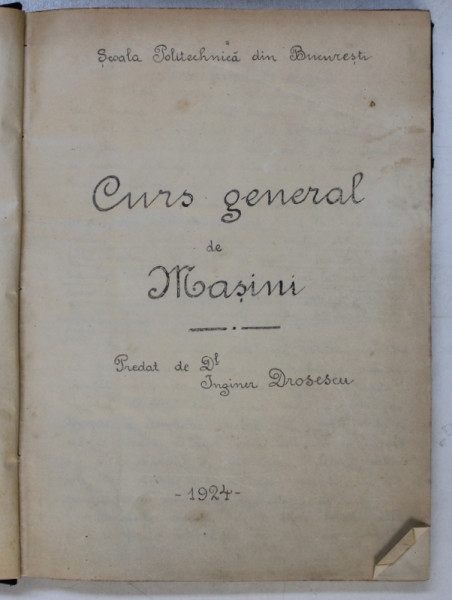 Școala Politechnică din București
Curs general
de
Mașini
Predat de Dl
Inginer Drosescu
- 1924 -